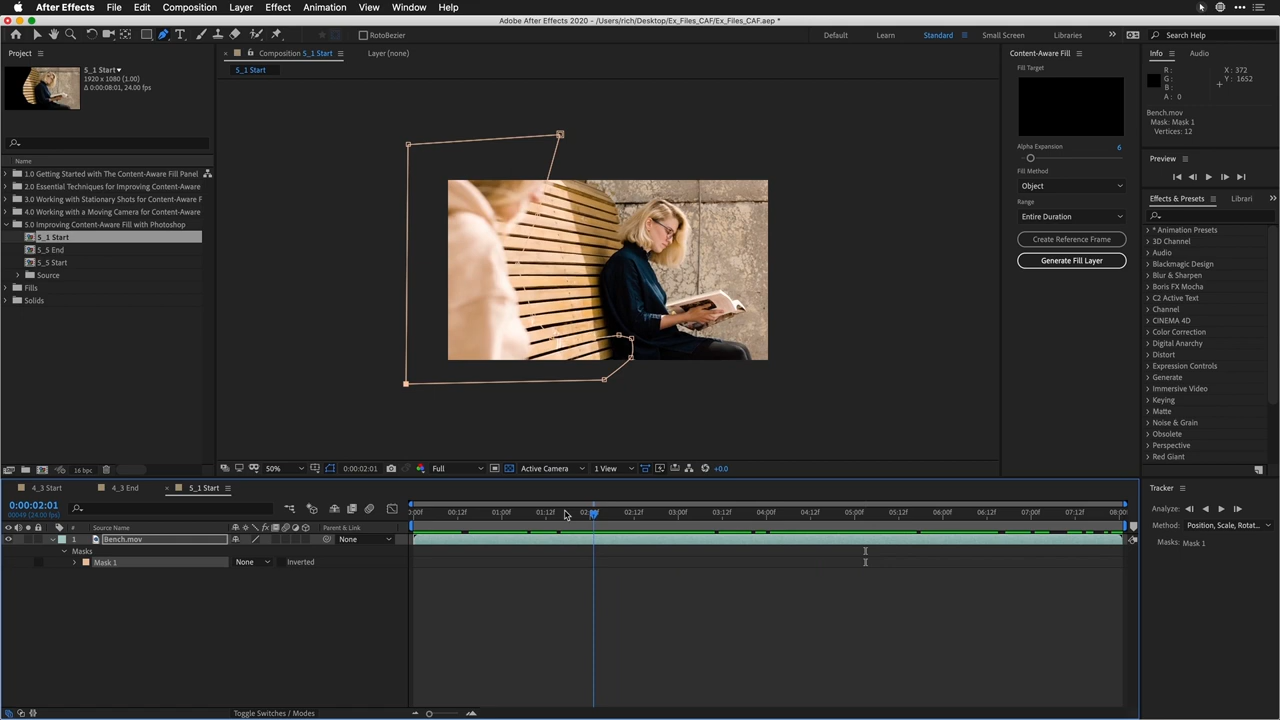 After Effects File Edit Composition Layer Effect Animation View Window Help
Adobe After Effects 2020 - /Users/rich/Desktop/Ex_Files_CAF/Ex_Files_CAF.aep *
RotoBezier
Default Learn Standard Small Screen Libraries Search Help
Project
Composition 5_1 Start
Layer (none)
5_1 Start
5_1 Start
1920 x 1080 (1.00)
Δ 0:00:08:01, 24.00 fps
Name
1.0 Getting Started with The Content-Aware Fill Panel
2.0 Essential Techniques for Improving Content-Aware
3.0 Working with Stationary Shots for Content-Aware F
4.0 Working with a Moving Camera for Content-Aware
5.0 Improving Content-Aware Fill with Photoshop
5_1 Start
5_5 End
5_5 Start
Source
Fills
Solids
16 bpc
50%
0:00:02:01
Full
Active Camera
1 View
+0.0
Content-Aware Fill
Fill Target
Alpha Expansion 6
Fill Method
Object
Range
Entire Duration
Create Reference Frame
Generate Fill Layer
Info Audio
R:
G:
B:
A: 0
X: 372
Y: 1652
Bench.mov
Mask: Mask 1
Vertices: 12
Preview
Effects & Presets Librari
* Animation Presets
3D Channel
Audio
Blackmagic Design
Blur & Sharpen
Boris FX Mocha
C2 Active Text
Channel
CINEMA 4D
Color Correction
Digital Anarchy
Distort
Expression Controls
Generate
Immersive Video
Keying
Matte
Noise & Grain
Obsolete
Perspective
Red Giant
4_3 Start 4_3 End 5_1 Start
0:00:02:01
00049 (24.00 fps)
:00f 00:12f 01:00f 01:12f 02:12f 03:00f 03:12f 04:00f 04:12f 05:00f 05:12f 06:00f 06:12f 07:00f 07:12f 08:00f
# Source Name Parent & Link
1 Bench.mov None
Masks
Mask 1 None Inverted
Toggle Switches / Modes
Tracker
Analyze:
Method: Position, Scale, Rotat...
Masks: Mask 1